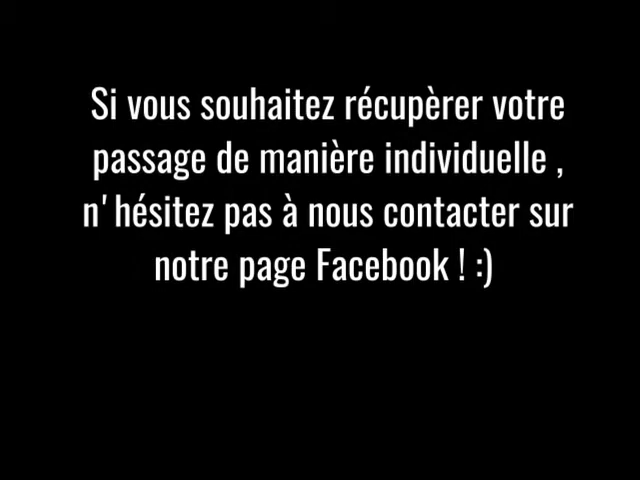 Si vous souhaitez récupèrer votre
passage de manière individuelle ,
n'hésitez pas à nous contacter sur
notre page Facebook ! :)